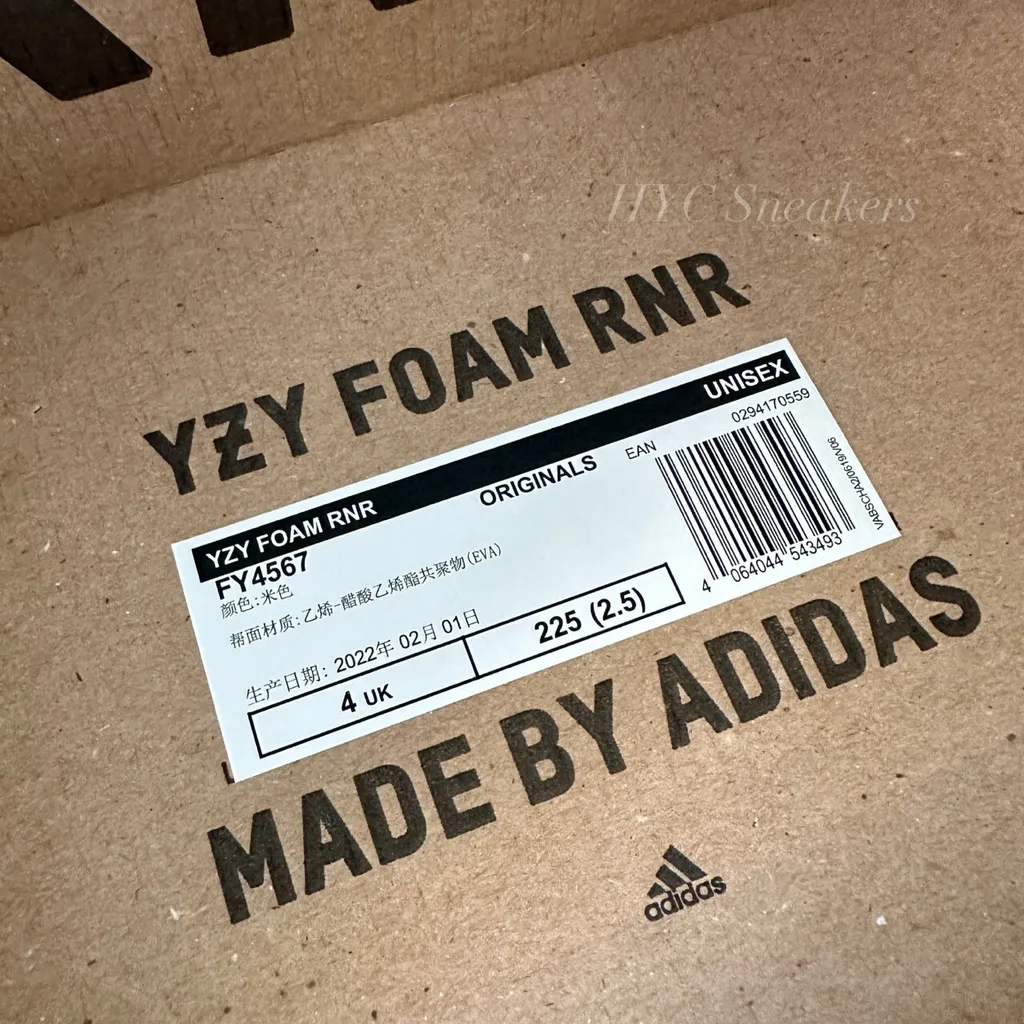 HYC Sneakers
YZY FOAM RNR
YZY FOAM RNR UNISEX
FY4567 ORIGINALS EAN 0294170559
颜色:米色
帮面材质:乙烯-醋酸乙烯酯共聚物(EVA)
生产日期: 2022年 02月 01日
4 UK 225 (2.5)
4 064044 543493
VABSCHA2/0619/V06
MADE BY ADIDAS
adidas